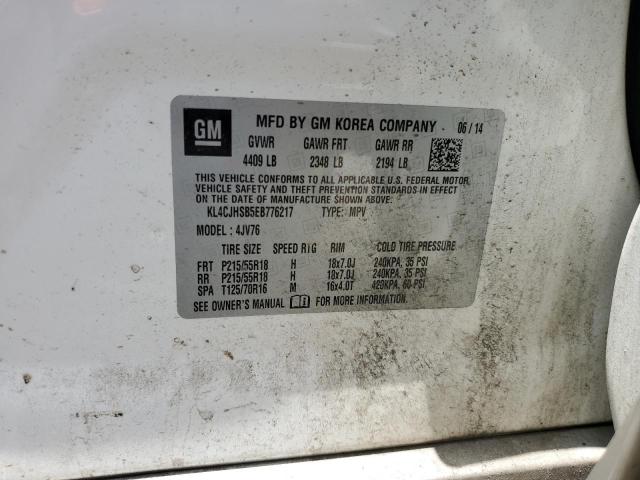 GM
MFD BY GM KOREA COMPANY 06 / 14
GVWR GAWR FRT GAWR RR
4409 LB 2348 LB 2194 LB
THIS VEHICLE CONFORMS TO ALL APPLICABLE U.S. FEDERAL MOTOR
VEHICLE SAFETY AND THEFT PREVENTION STANDARDS IN EFFECT
ON THE DATE OF MANUFACTURE SHOWN ABOVE.
KL4CJHSB5EB776217 TYPE: MPV
MODEL : 4JV76
TIRE SIZE SPEED RTG RIM COLD TIRE PRESSURE
FRT P215/55R18 H 18x7.0J 240KPA, 35 PSI
RR P215/55R18 H 18x7.0J 240KPA, 35 PSI
SPA T125/70R16 M 16x4.0T 420KPA, 60 PSI
SEE OWNER'S MANUAL FOR MORE INFORMATION.